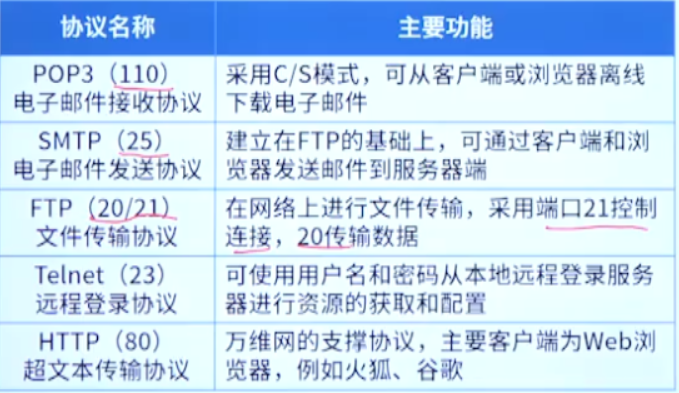 协议名称
主要功能
POP3（110）
电子邮件接收协议
采用C/S模式，可从客户端或浏览器离线
下载电子邮件
SMTP（25）
电子邮件发送协议
建立在FTP的基础上，可通过客户端和浏
览器发送邮件到服务器端
FTP（20/21）
文件传输协议
在网络上进行文件传输，采用端口21控制
连接，20传输数据
Telnet（23）
远程登录协议
可使用用户名和密码从本地远程登录服务
器进行资源的获取和配置
HTTP（80）
超文本传输协议
万维网的支撑协议，主要客户端为Web浏
览器，例如火狐、谷歌